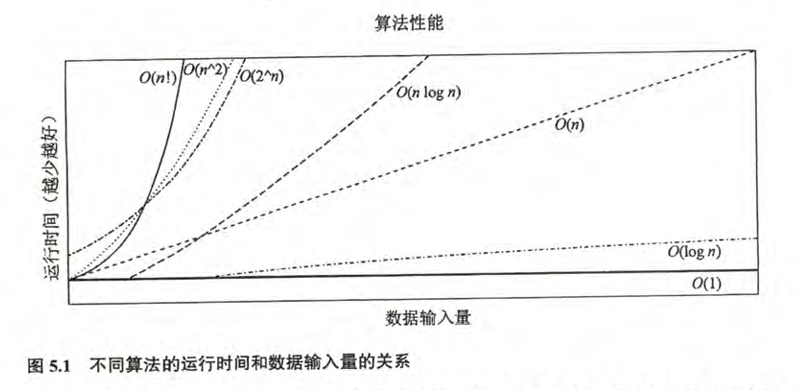 算法性能
O(n!)
O(n^2)
O(2^n)
O(n log n)
O(n)
O(log n)
O(1)
运行时间（越少越好）
数据输入量
图 5.1 不同算法的运行时间和数据输入量的关系